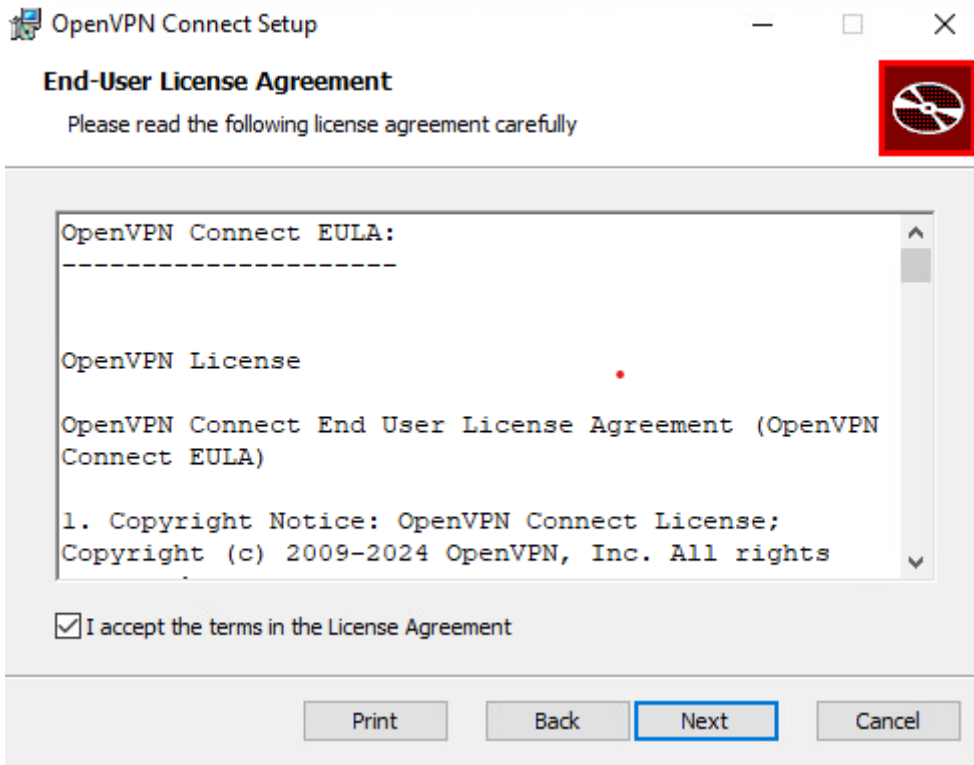 OpenVPN Connect Setup
End-User License Agreement
Please read the following license agreement carefully
OpenVPN Connect EULA:
---------------------
OpenVPN License
OpenVPN Connect End User License Agreement (OpenVPN
Connect EULA)
1. Copyright Notice: OpenVPN Connect License;
Copyright (c) 2009-2024 OpenVPN, Inc. All rights
I accept the terms in the License Agreement
Print
Back
Next
Cancel